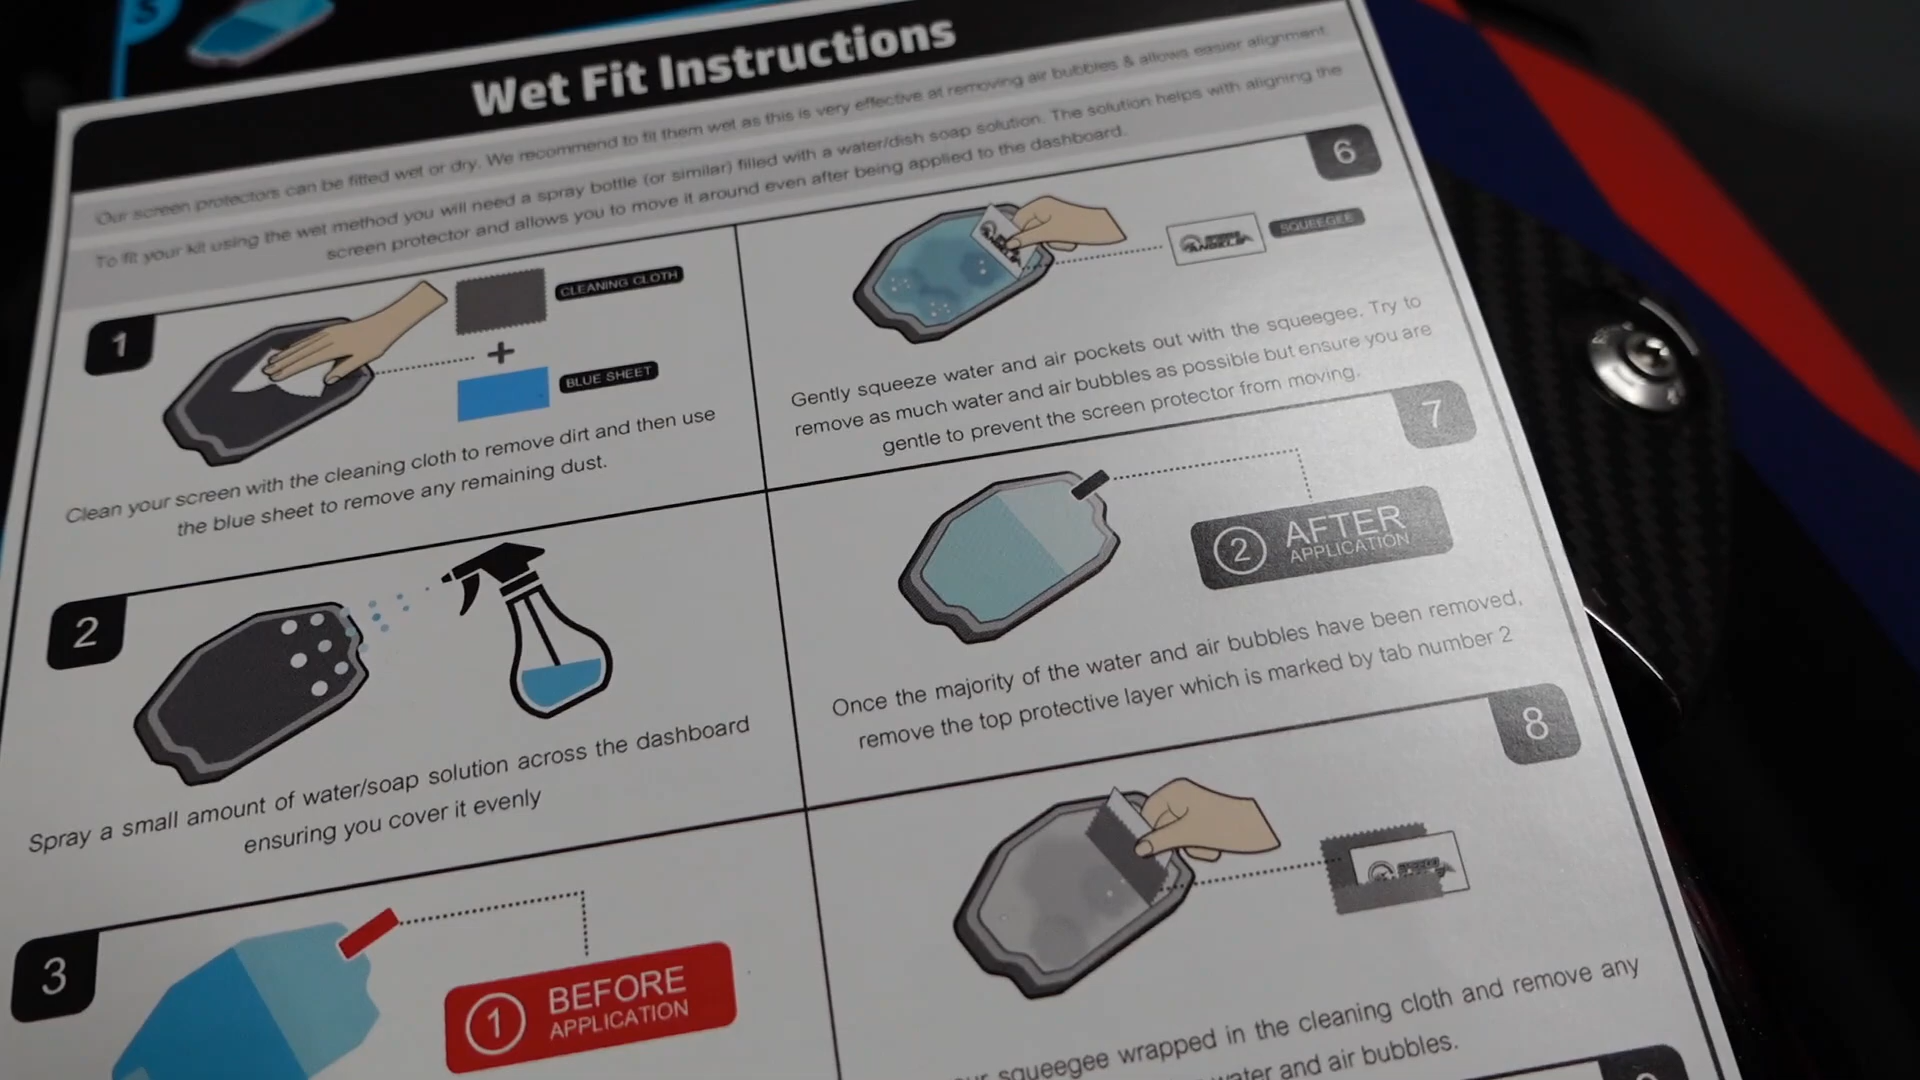 S
Wet Fit Instructions
Our screen protectors can be fitted wet or dry. We recommend to fit them wet as this is very effective at removing air bubbles & allows easier alignment.
To fit your kit using the wet method you will need a spray bottle (or similar) filled with a water/dish soap solution. The solution helps with aligning the
screen protector and allows you to move it around even after being applied to the dashboard.
1
CLEANING CLOTH
+
BLUE SHEET
Clean your screen with the cleaning cloth to remove dirt and then use
the blue sheet to remove any remaining dust.
2
Spray a small amount of water/soap solution across the dashboard
ensuring you cover it evenly
3
1 BEFORE
APPLICATION
6
SQUEEGEE
Gently squeeze water and air pockets out with the squeegee. Try to
remove as much water and air bubbles as possible but ensure you are
gentle to prevent the screen protector from moving.
7
2 AFTER
APPLICATION
Once the majority of the water and air bubbles have been removed,
remove the top protective layer which is marked by tab number 2
8
squeegee wrapped in the cleaning cloth and remove any
water and air bubbles.